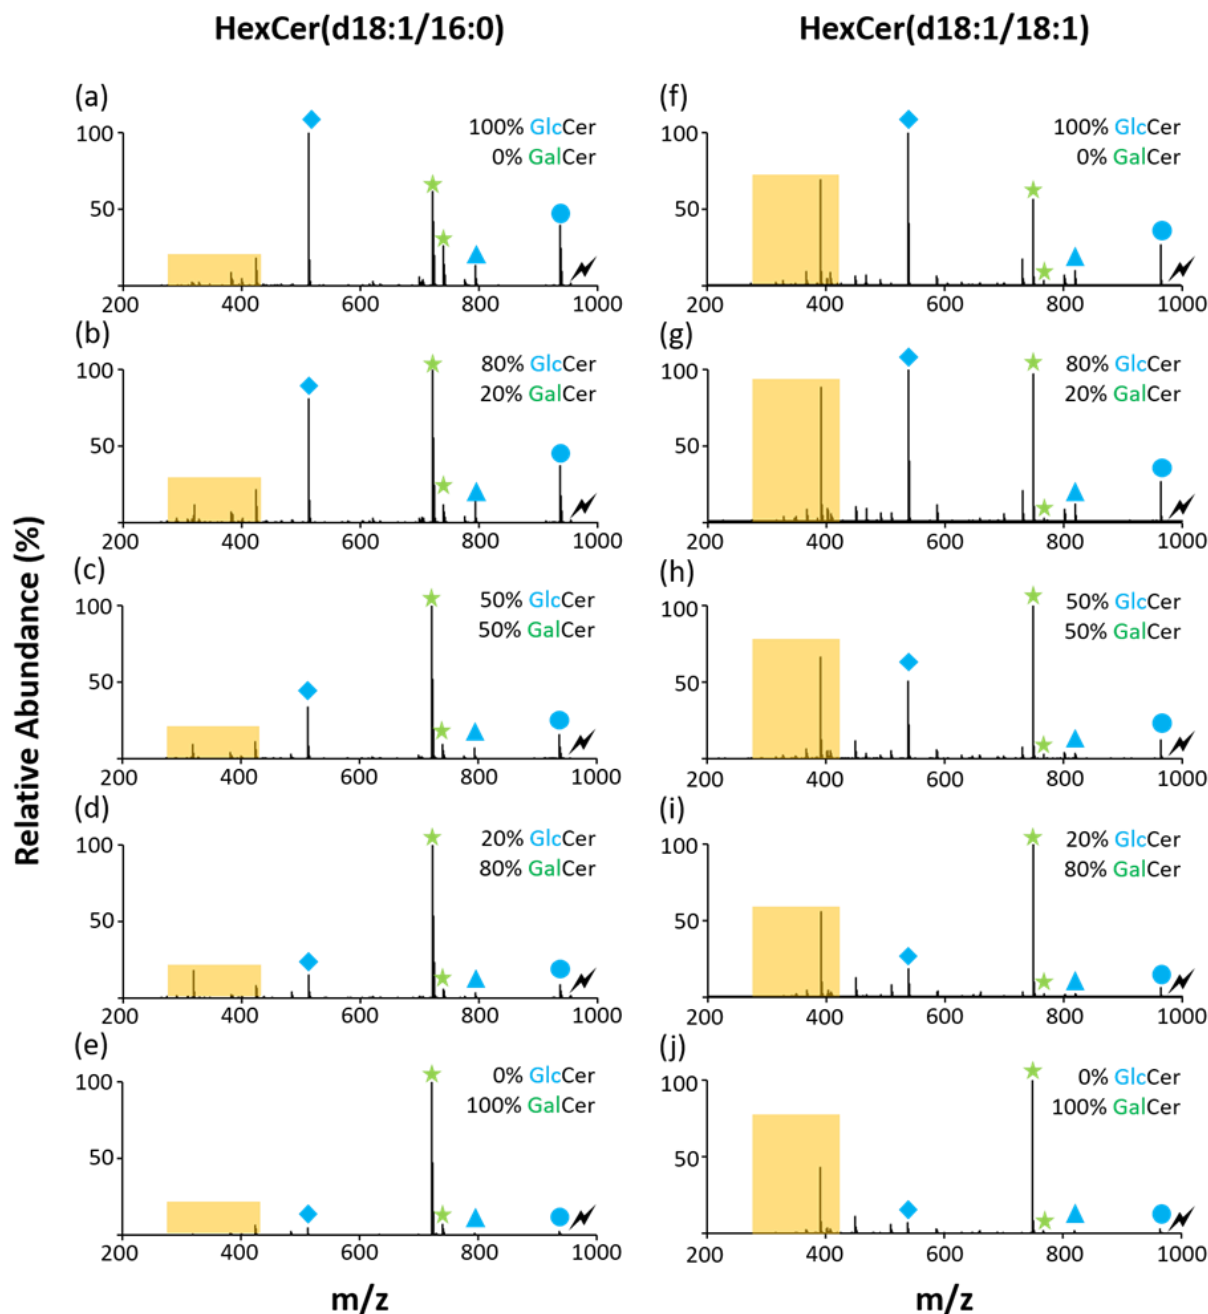 HexCer(d18:1/16:0)
HexCer(d18:1/18:1)
Relative Abundance (%)
(a)
100% GlcCer
0% GalCer
100
50
200 400 600 800 1000
(f)
100% GlcCer
0% GalCer
100
50
200 400 600 800 1000
(b)
80% GlcCer
20% GalCer
100
50
200 400 600 800 1000
(g)
80% GlcCer
20% GalCer
100
50
200 400 600 800 1000
(c)
50% GlcCer
50% GalCer
100
50
200 400 600 800 1000
(h)
50% GlcCer
50% GalCer
100
50
200 400 600 800 1000
(d)
20% GlcCer
80% GalCer
100
50
200 400 600 800 1000
(i)
20% GlcCer
80% GalCer
100
50
200 400 600 800 1000
(e)
0% GlcCer
100% GalCer
100
50
200 400 600 800 1000
(j)
0% GlcCer
100% GalCer
100
50
200 400 600 800 1000
m/z
m/z